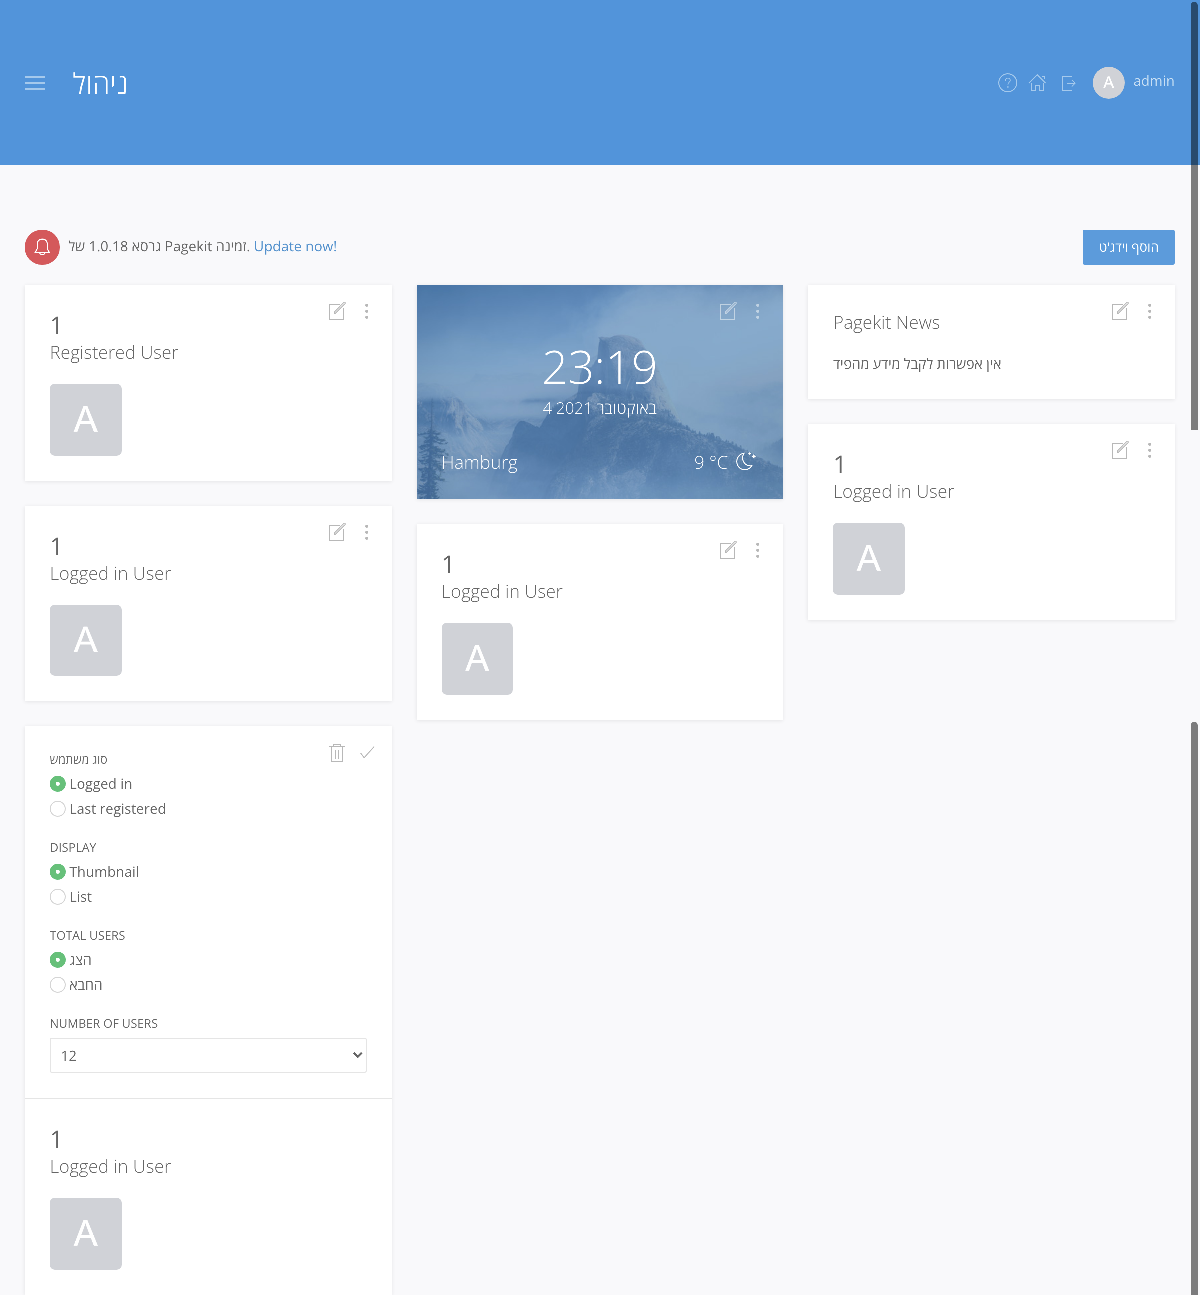 ניהול
A admin
של 1.0.18 גרסא Pagekit זמינה. Update now!
הוסף וידג'ט
1
Registered User
A
1
Logged in User
A
סוג משתמש
Logged in
Last registered
DISPLAY
Thumbnail
List
TOTAL USERS
הצג
החבא
NUMBER OF USERS
12
1
Logged in User
A
23:19
4 באוקטובר 2021
Hamburg 9 °C
1
Logged in User
A
Pagekit News
אין אפשרות לקבל מידע מהפיד
1
Logged in User
A